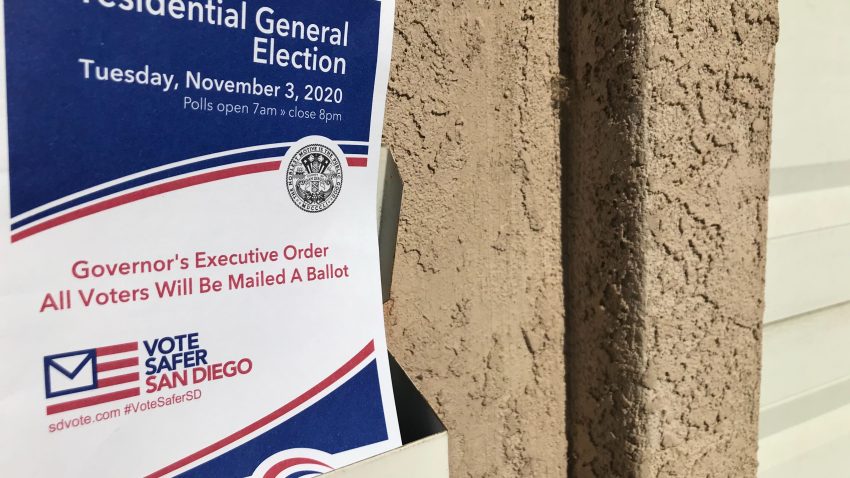 residential General
Election
Tuesday, November 3, 2020
Polls open 7am » close 8pm
Governor's Executive Order
All Voters Will Be Mailed A Ballot
VOTE
SAFER
SAN DIEGO
sdvote.com #VoteSaferSD